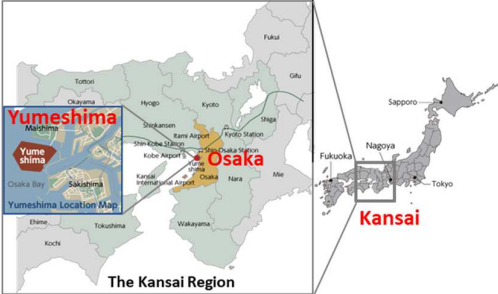 Fukui
Tottori
Gifu
Okayama
Hyogo
Kyoto
Yumeshima
Maishima
Shinkansen
Shiga
Sapporo
Itami Airport
Kyoto Station
Yume
shima
Shin-Kobe Station
Shin-Osaka Station
Nagoya
Kobe Airport
Osaka
Yume
shima
Fukuoka
Osaka Bay
Sakishima
Kansai
International Airport
Osaka
Nara
Mie
Tokyo
Yumeshima Location Map
Kansai
Ehime
Tokushima
Wakayama
Kochi
The Kansai Region